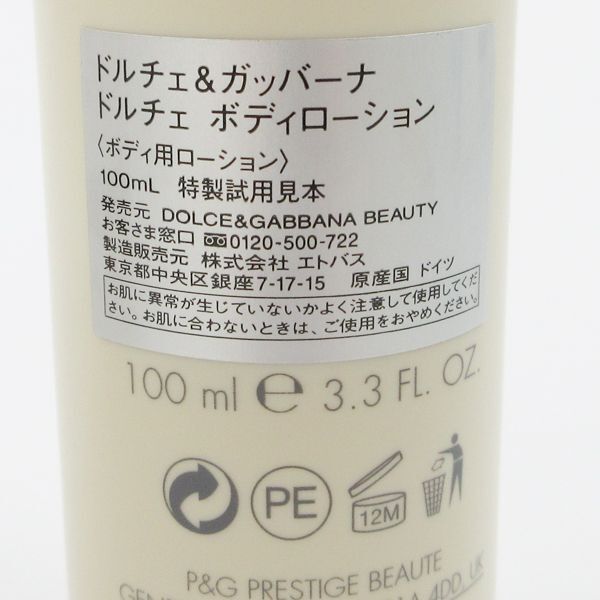 ドルチェ&ガッバーナ
ドルチェ ボディローション
〈ボディ用ローション〉
100mL 特製試用見本
発売元 DOLCE&GABBANA BEAUTY
お客さま窓口 0120-500-722
製造販売元 株式会社 エトバス
東京都中央区銀座7-17-15 原産国 ドイツ
お肌に異常が生じていないかよく注意して使用してくだ
さい。お肌に合わないときは、ご使用をおやめください。
100 ml ℮ 3.3 FL. OZ.
PE 12M
P&G PRESTIGE BEAUTE
4DD, UK